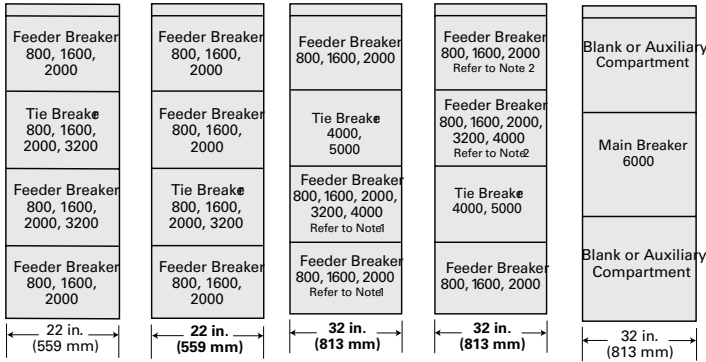 Feeder Breaker
800, 1600,
2000
Tie Breaker
800, 1600,
2000, 3200
Feeder Breaker
800, 1600,
2000, 3200
Feeder Breaker
800, 1600,
2000
22 in.
(559 mm)
Feeder Breaker
800, 1600,
2000
Feeder Breaker
800, 1600,
2000
Tie Breaker
800, 1600,
2000, 3200
Feeder Breaker
800, 1600,
2000
22 in.
(559 mm)
Feeder Breaker
800, 1600, 2000
Tie Breaker
4000,
5000
Feeder Breaker
800, 1600, 2000,
3200, 4000
Refer to Note1
Feeder Breaker
800, 1600, 2000
Refer to Note1
32 in.
(813 mm)
Feeder Breaker
800, 1600, 2000
Refer to Note 2
Feeder Breaker
800, 1600, 2000,
3200, 4000
Refer to Note2
Tie Breaker
4000, 5000
Feeder Breaker
800, 1600, 2000
32 in.
(813 mm)
Blank or Auxiliary
Compartment
Main Breaker
6000
Blank or Auxiliary
Compartment
32 in.
(813 mm)